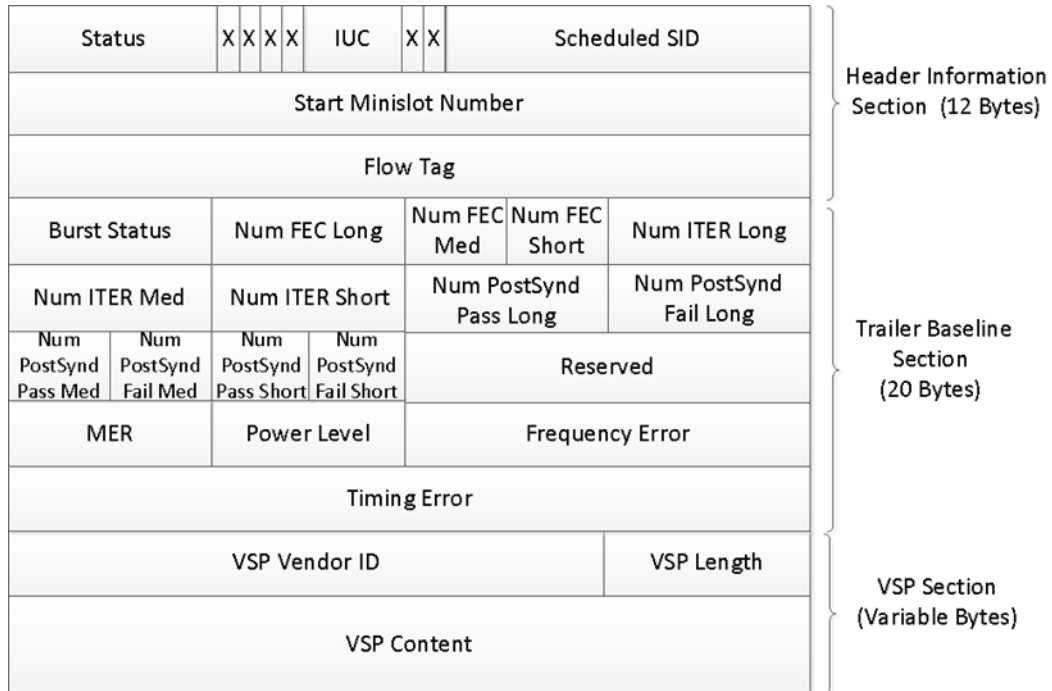 Status X X X X IUC X X Scheduled SID
Start Minislot Number
Flow Tag
Header Information
Section (12 Bytes)
Burst Status
Num FEC Long
Num FEC
Med
Num FEC
Short
Num ITER Long
Num ITER Med
Num ITER Short
Num PostSynd
Pass Long
Num PostSynd
Fail Long
Num
PostSynd
Pass Med
Num
PostSynd
Fail Med
Num
PostSynd
Pass Short
Num
PostSynd
Fail Short
Reserved
MER
Power Level
Frequency Error
Timing Error
Trailer Baseline
Section
(20 Bytes)
VSP Vendor ID
VSP Length
VSP Content
VSP Section
(Variable Bytes)